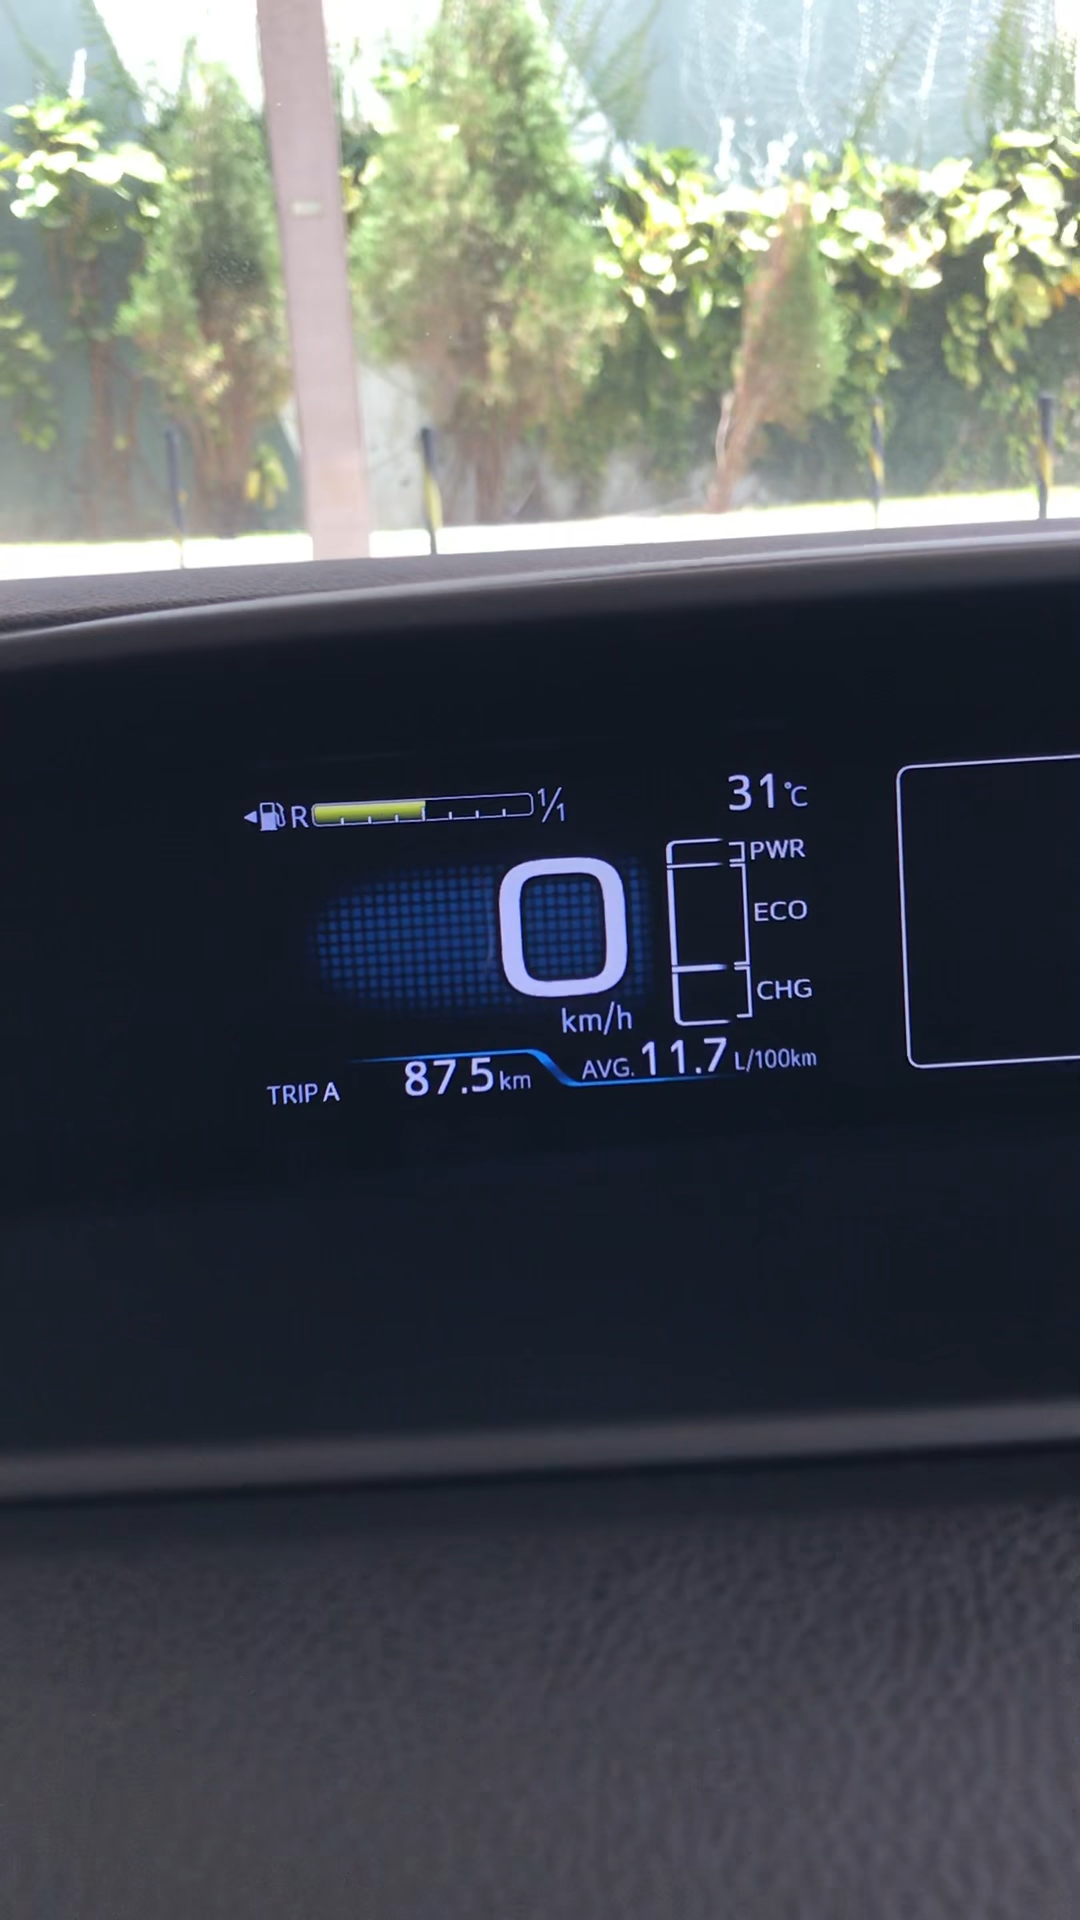 R 1/1
31°C
PWR
0
ECO
CHG
km/h
TRIP A 87.5 km AVG. 11.7 L/100km